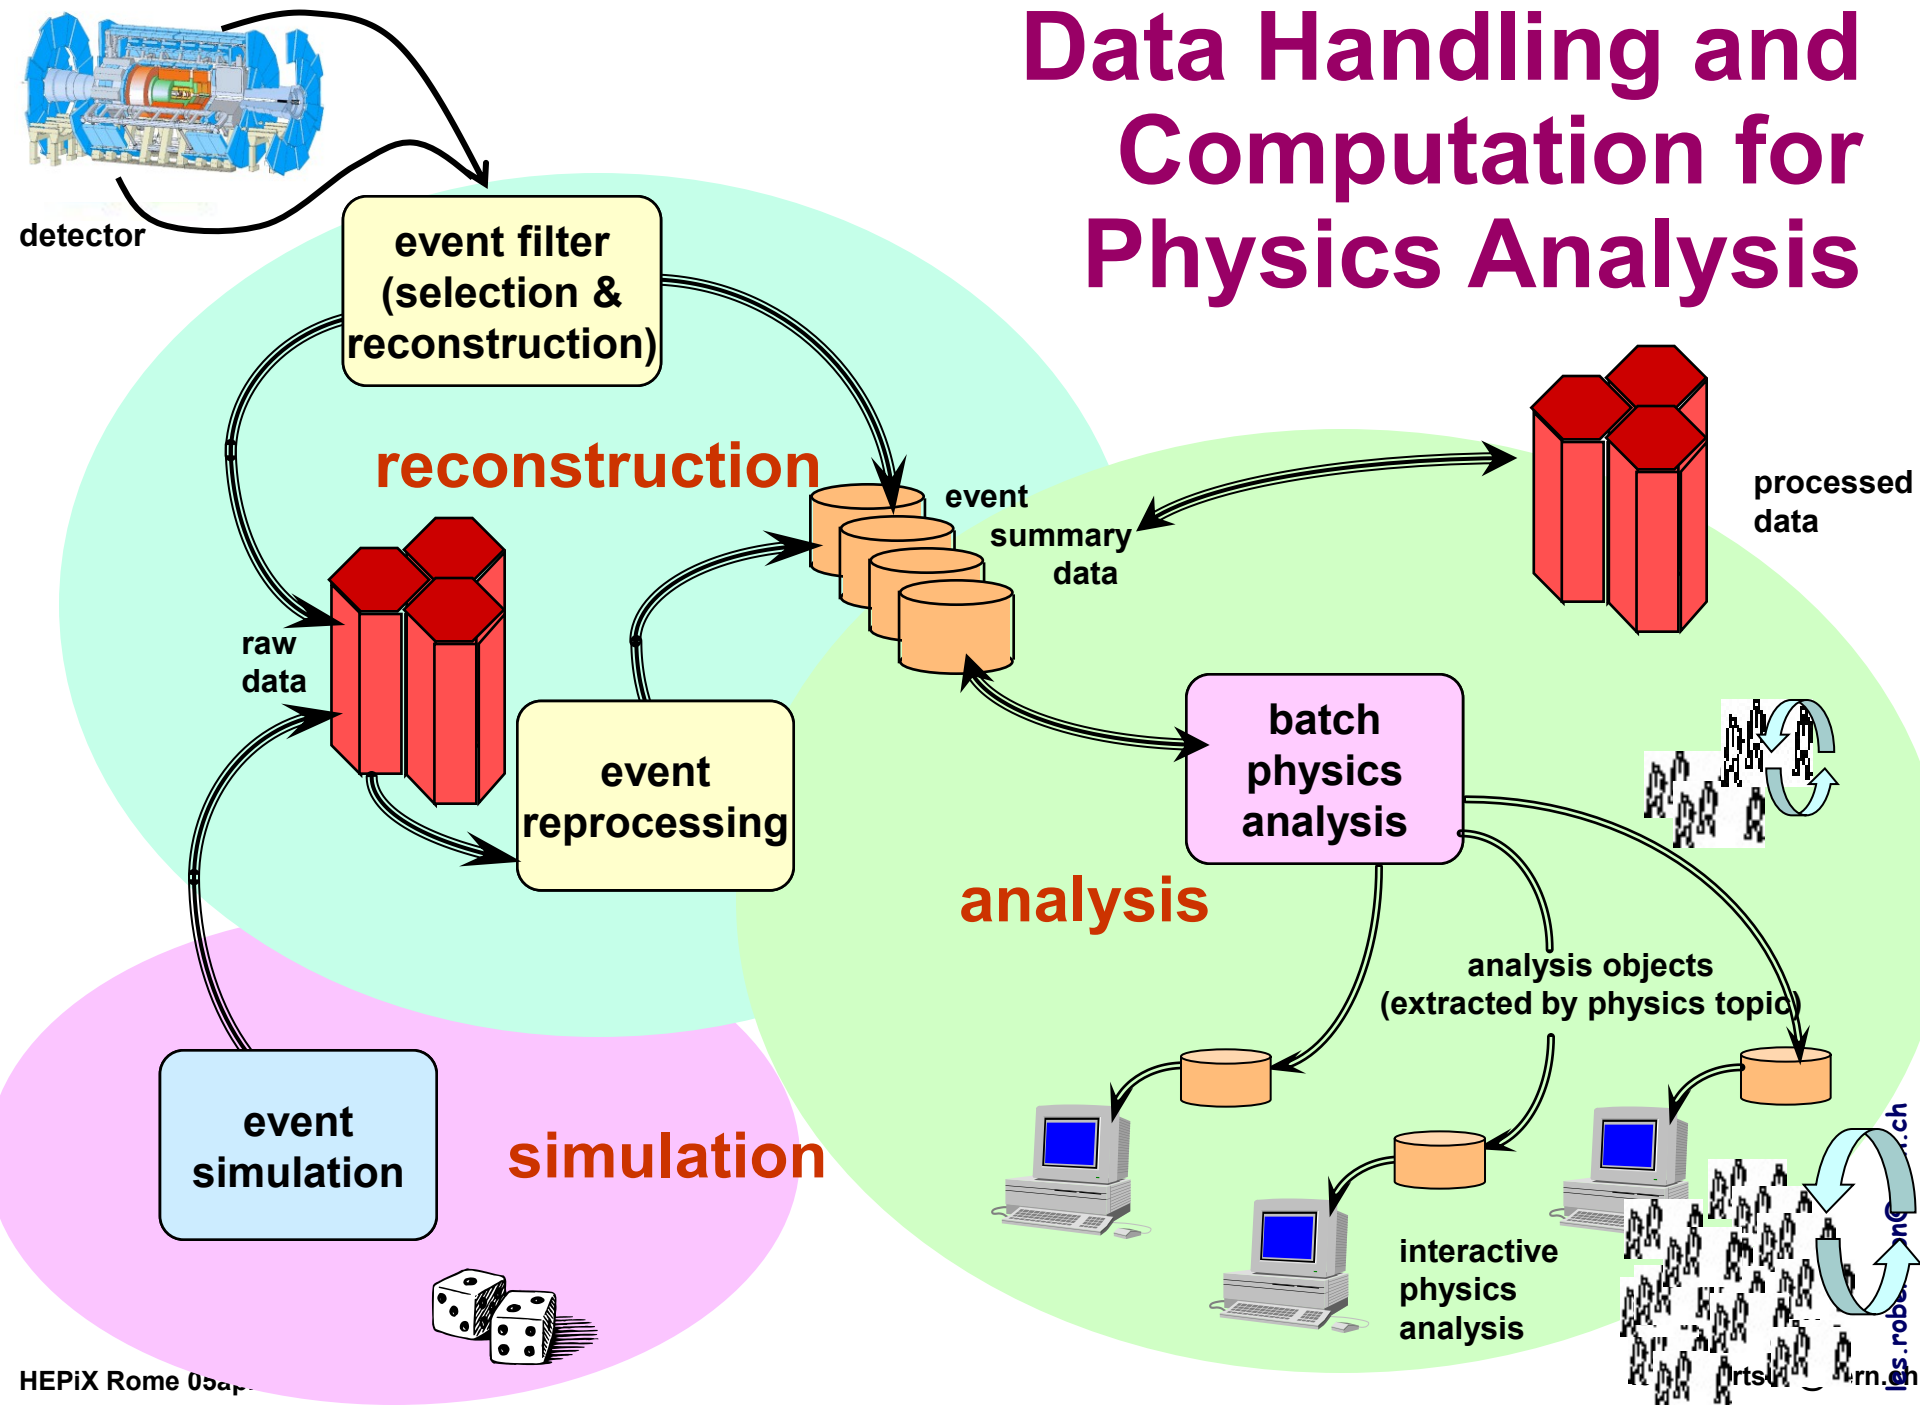 Data Handling and
Computation for
Physics Analysis
detector
event filter
(selection &
reconstruction)
reconstruction
event
summary
data
processed
data
raw
data
event
reprocessing
batch
physics
analysis
analysis
analysis objects
(extracted by physics topic)
event
simulation
simulation
interactive
physics
analysis
HEPiX Rome